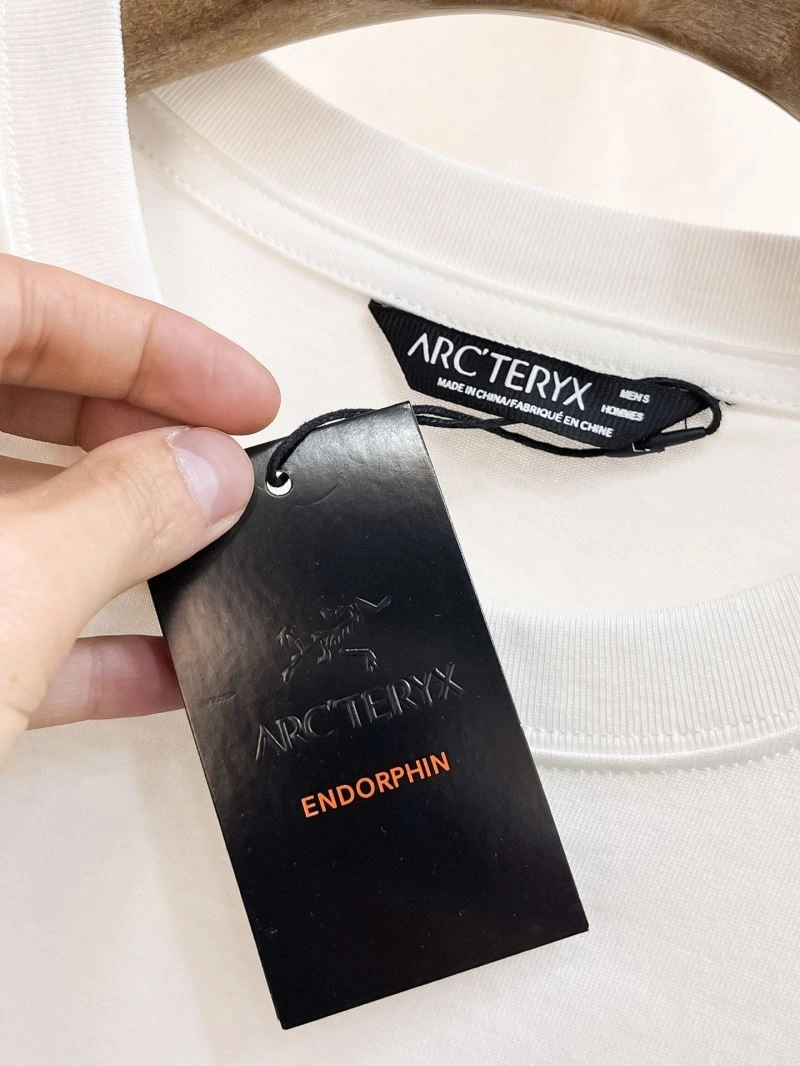 ARC'TERYX
MEN'S
HOMMES
MADE IN CHINA/FABRIQUÉ EN CHINE
ARC'TERYX
ENDORPHIN